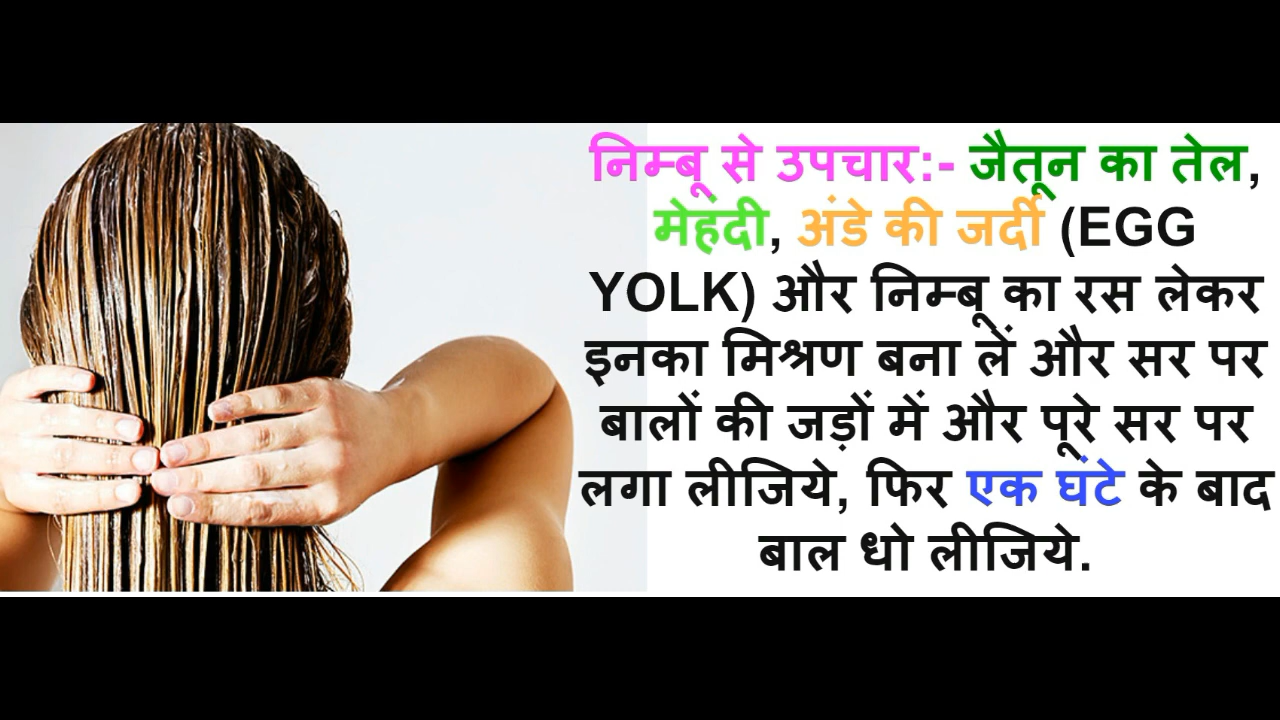 निम्बू से उपचार:- जैतून का तेल,
मेहंदी, अंडे की जर्दी (EGG
YOLK) और निम्बू का रस लेकर
इनका मिश्रण बना लें और सर पर
बालों की जड़ों में और पूरे सर पर
लगा लीजिये, फिर एक घंटे के बाद
बाल धो लीजिये.